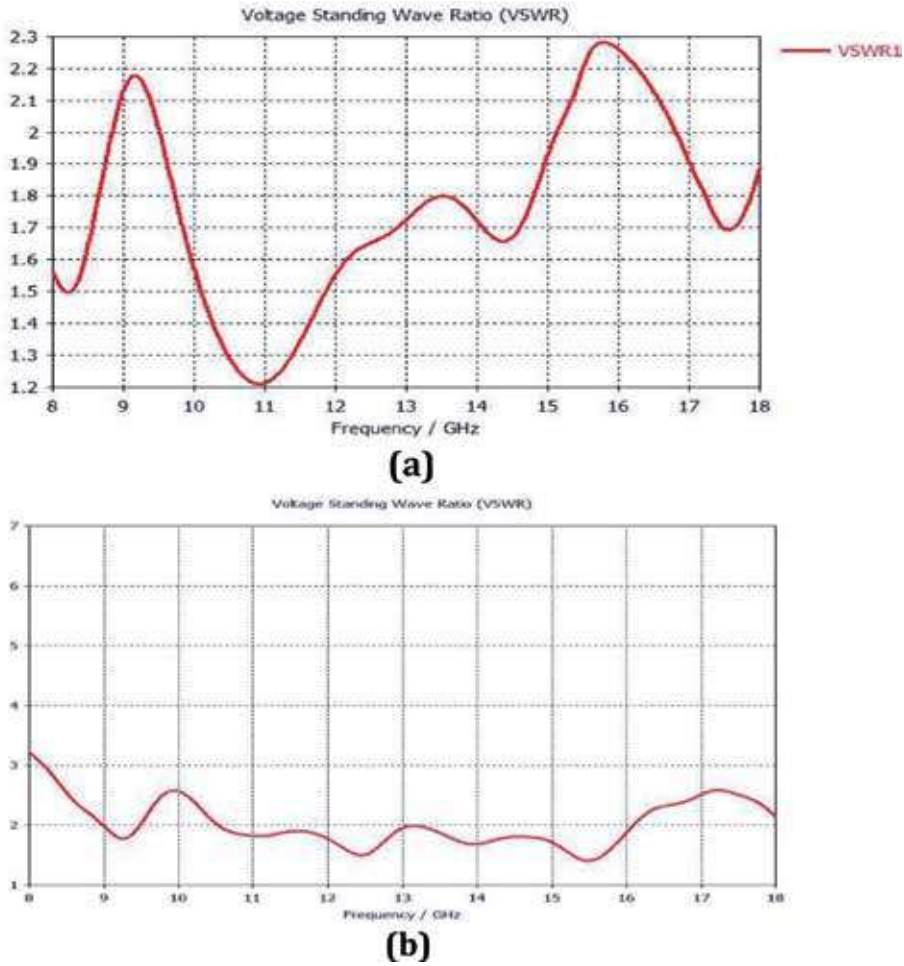 Voltage Standing Wave Ratio (VSWR)
2.3
2.3
2.1
2
1.9
1.8
1.7
1.6
1.5
1.4
1.3
1.2
VSWR1
8 9 10 11 12 13 14 15 16 17 18
Frequency / GHz
(a)
Voltage Standing Wave Ratio (VSWR)
7
6
5
4
3
2
1
8 9 10 11 12 13 14 15 16 17 18
Frequency / GHz
(b)